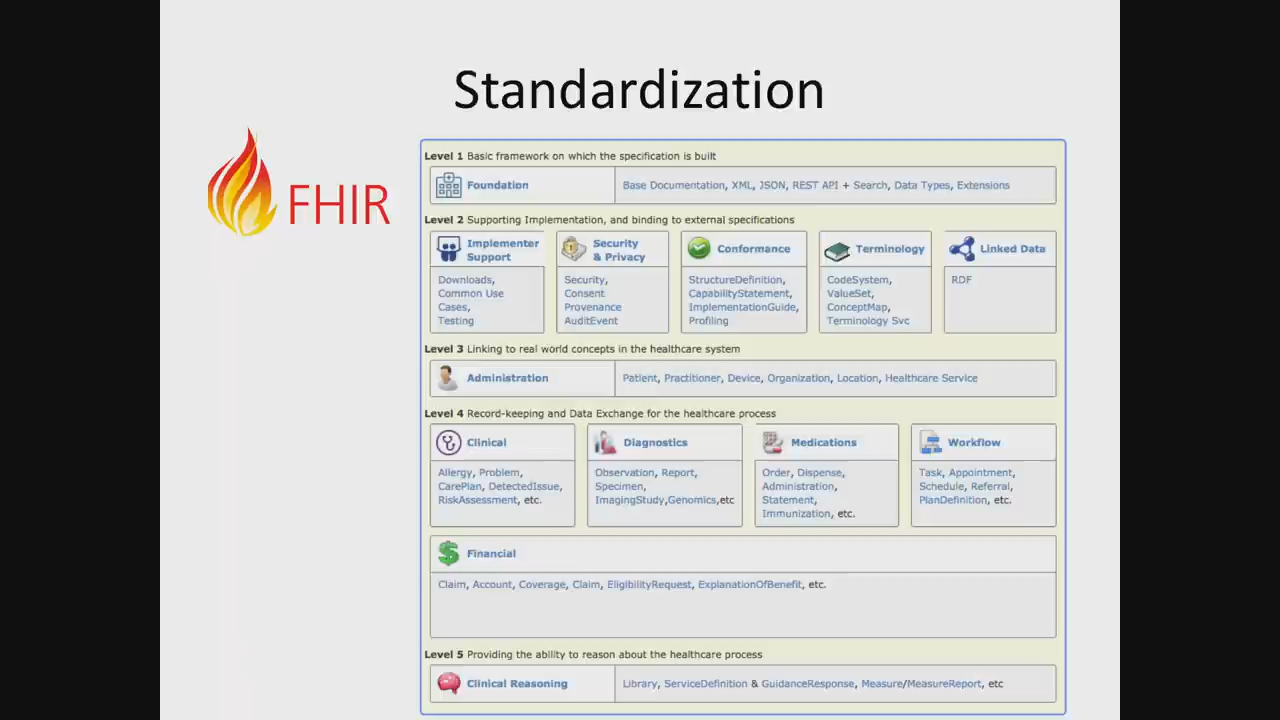 Standardization
FHIR
Level 1 Basic framework on which the specification is built
Foundation
Base Documentation, XML, JSON, REST API + Search, Data Types, Extensions
Level 2 Supporting Implementation, and binding to external specifications
Implementer
Support
Downloads,
Common Use
Cases,
Testing
Security
& Privacy
Security,
Consent
Provenance
AuditEvent
Conformance
StructureDefinition,
CapabilityStatement,
ImplementationGuide,
Profiling
Terminology
CodeSystem,
ValueSet,
ConceptMap,
Terminology Svc
Linked Data
RDF
Level 3 Linking to real world concepts in the healthcare system
Administration
Patient, Practitioner, Device, Organization, Location, Healthcare Service
Level 4 Record-keeping and Data Exchange for the healthcare process
Clinical
Allergy, Problem,
CarePlan, DetectedIssue,
RiskAssessment, etc.
Diagnostics
Observation, Report,
Specimen,
ImagingStudy,Genomics,etc
Medications
Order, Dispense,
Administration,
Statement,
Immunization, etc.
Workflow
Task, Appointment,
Schedule, Referral,
PlanDefinition, etc.
Financial
Claim, Account, Coverage, Claim, EligibilityRequest, ExplanationOfBenefit, etc.
Level 5 Providing the ability to reason about the healthcare process
Clinical Reasoning
Library, ServiceDefinition & GuidanceResponse, Measure/MeasureReport, etc